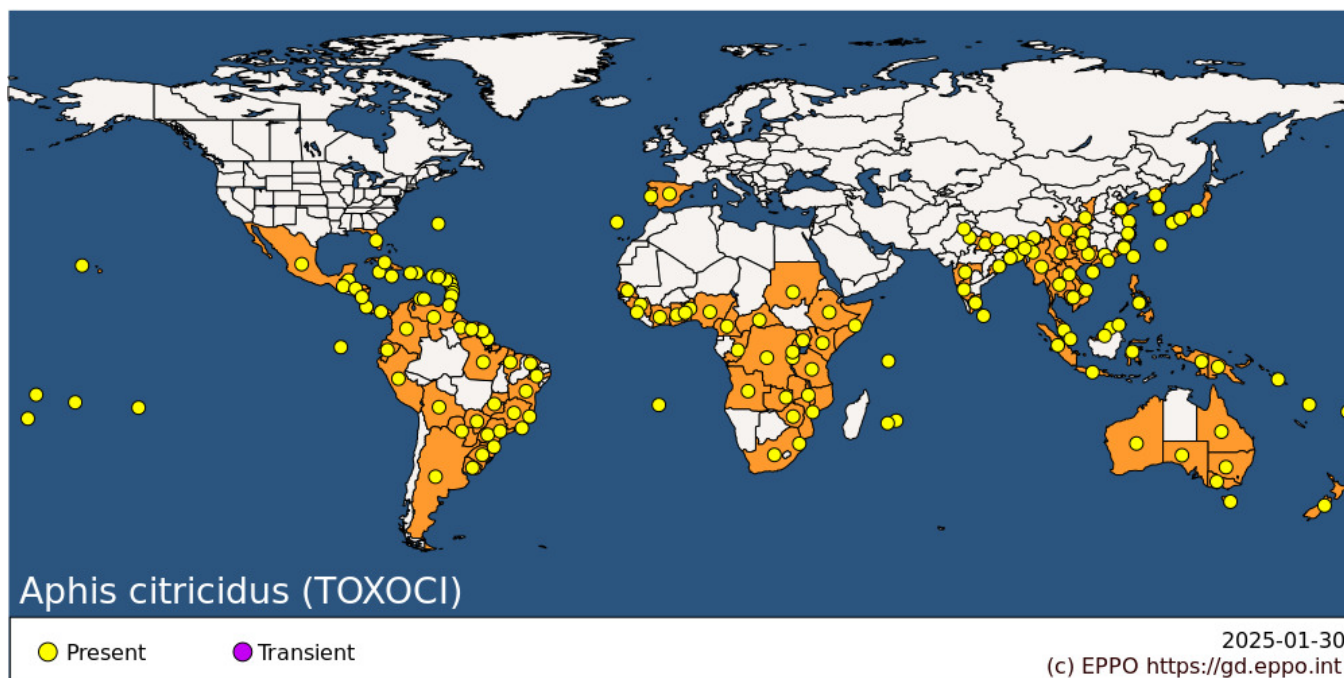 Aphis citricidus (TOXOCI)
Present
Transient
2025-01-30
(c) EPPO https://gd.eppo.int